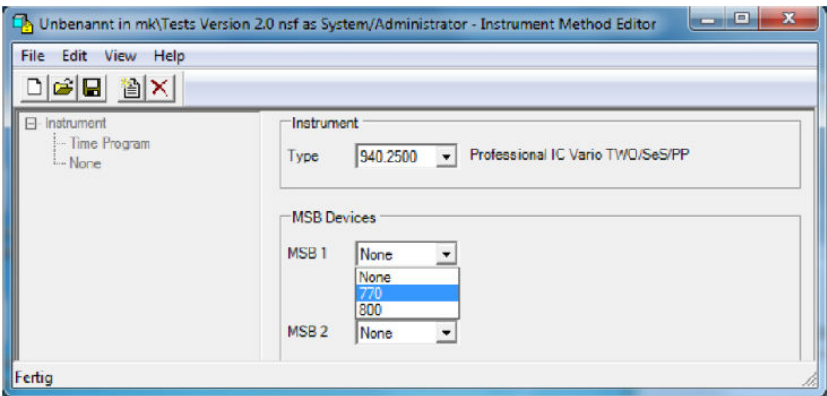 Unbenannt in mk\Tests Version 2.0 nsf as System/Administrator - Instrument Method Editor
File Edit View Help
Instrument
Time Program
None
Instrument
Type 940.2500 Professional IC Vario TWO/SeS/PP
MSB Devices
MSB 1 None
None
770
800
MSB 2 None
Fertig